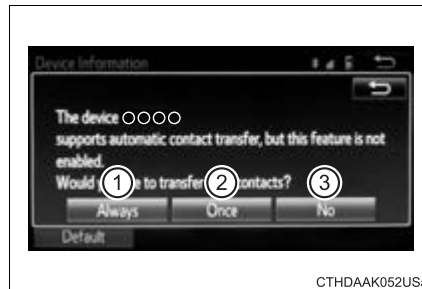 Device Information
The device ○○○○
supports automatic contact transfer, but this feature is not
enabled.
Would to transfer contacts?
1 2 3
Always Once No
Default
CTHDAAK052US